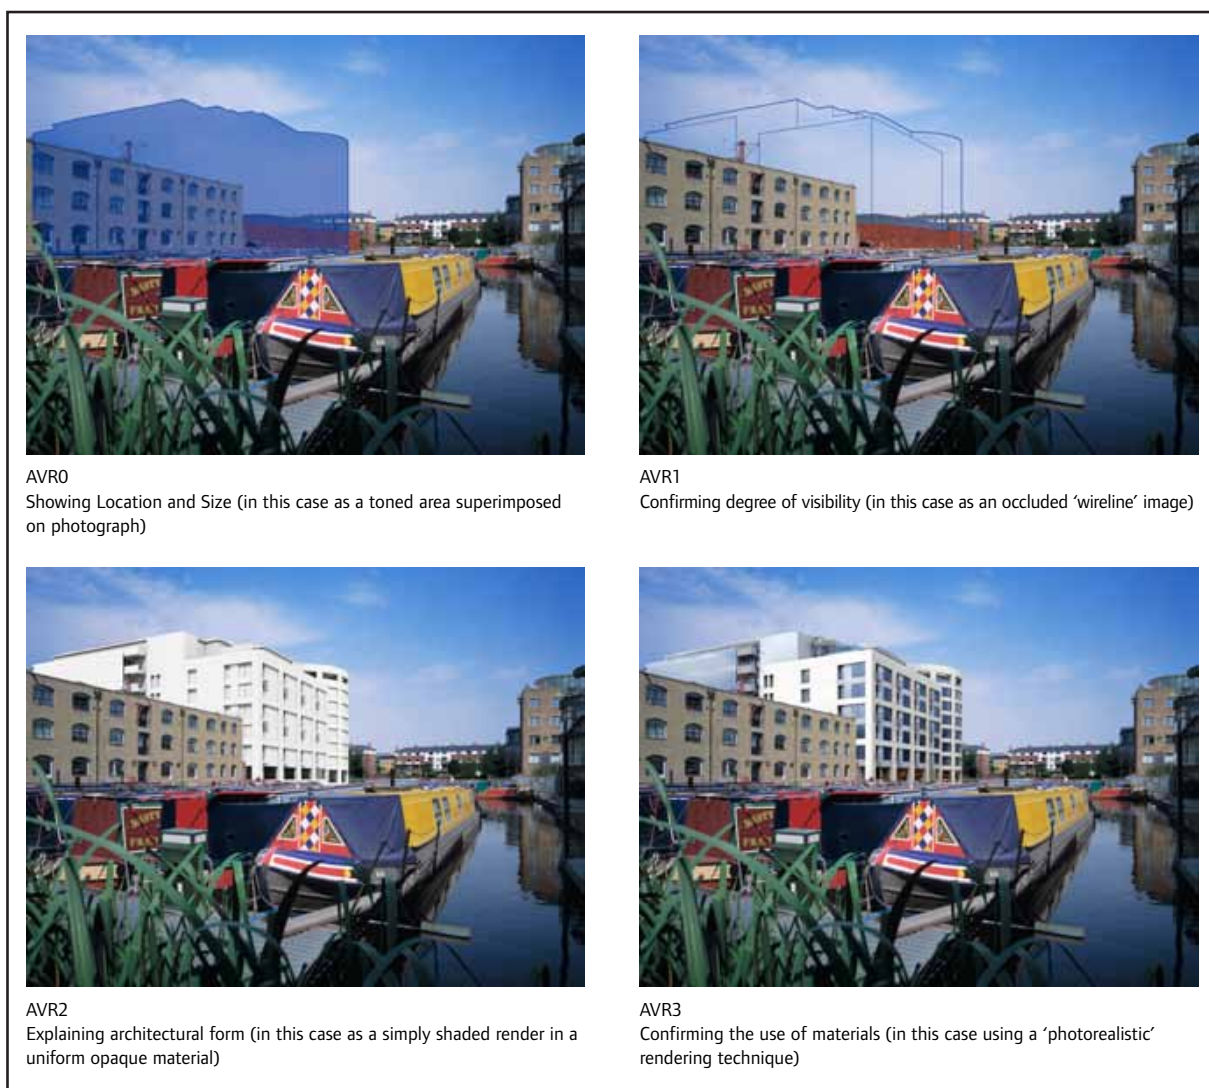 AVR0
Showing Location and Size (in this case as a toned area superimposed
on photograph)
AVR1
Confirming degree of visibility (in this case as an occluded ‘wireline’ image)
AVR2
Explaining architectural form (in this case as a simply shaded render in a
uniform opaque material)
AVR3
Confirming the use of materials (in this case using a ‘photorealistic’
rendering technique)